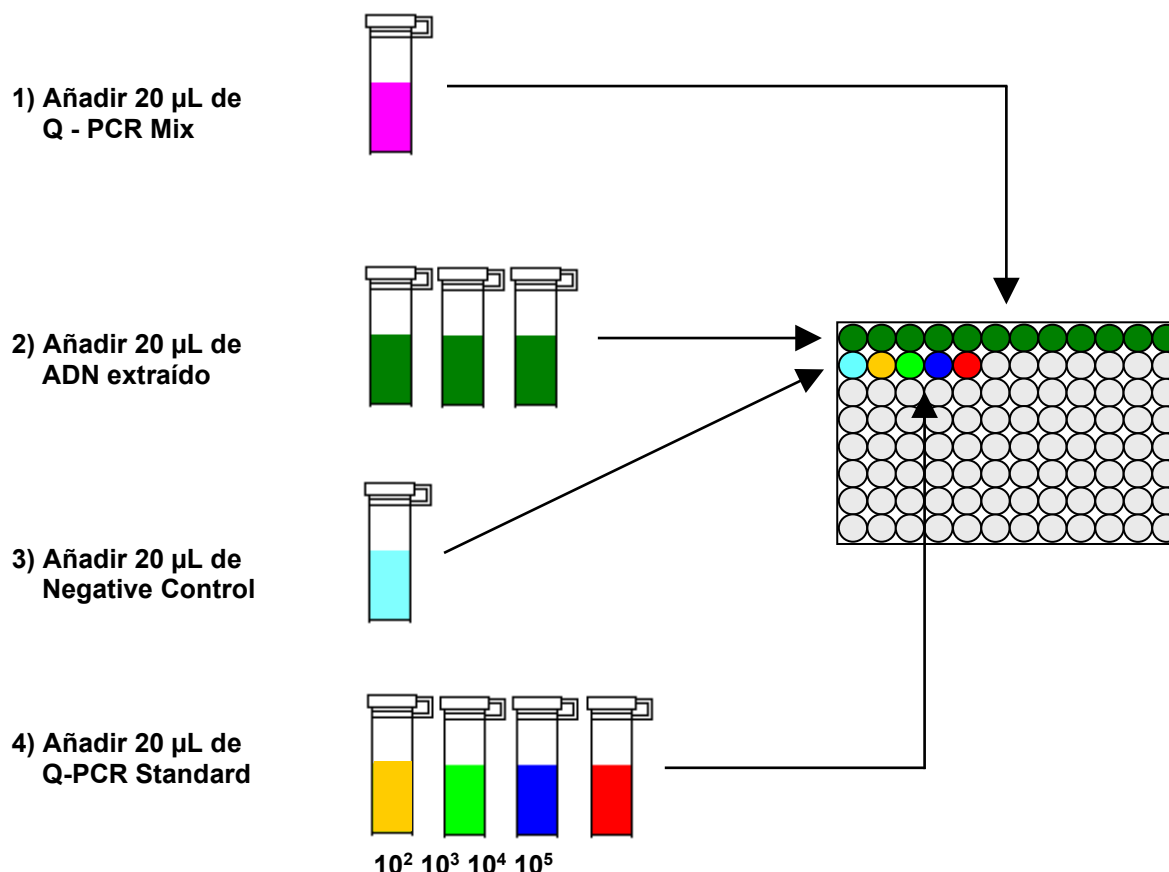 1) Añadir 20 µL de
Q - PCR Mix
2) Añadir 20 µL de
ADN extraído
3) Añadir 20 µL de
Negative Control
4) Añadir 20 µL de
Q-PCR Standard
10² 10³ 10⁴ 10⁵